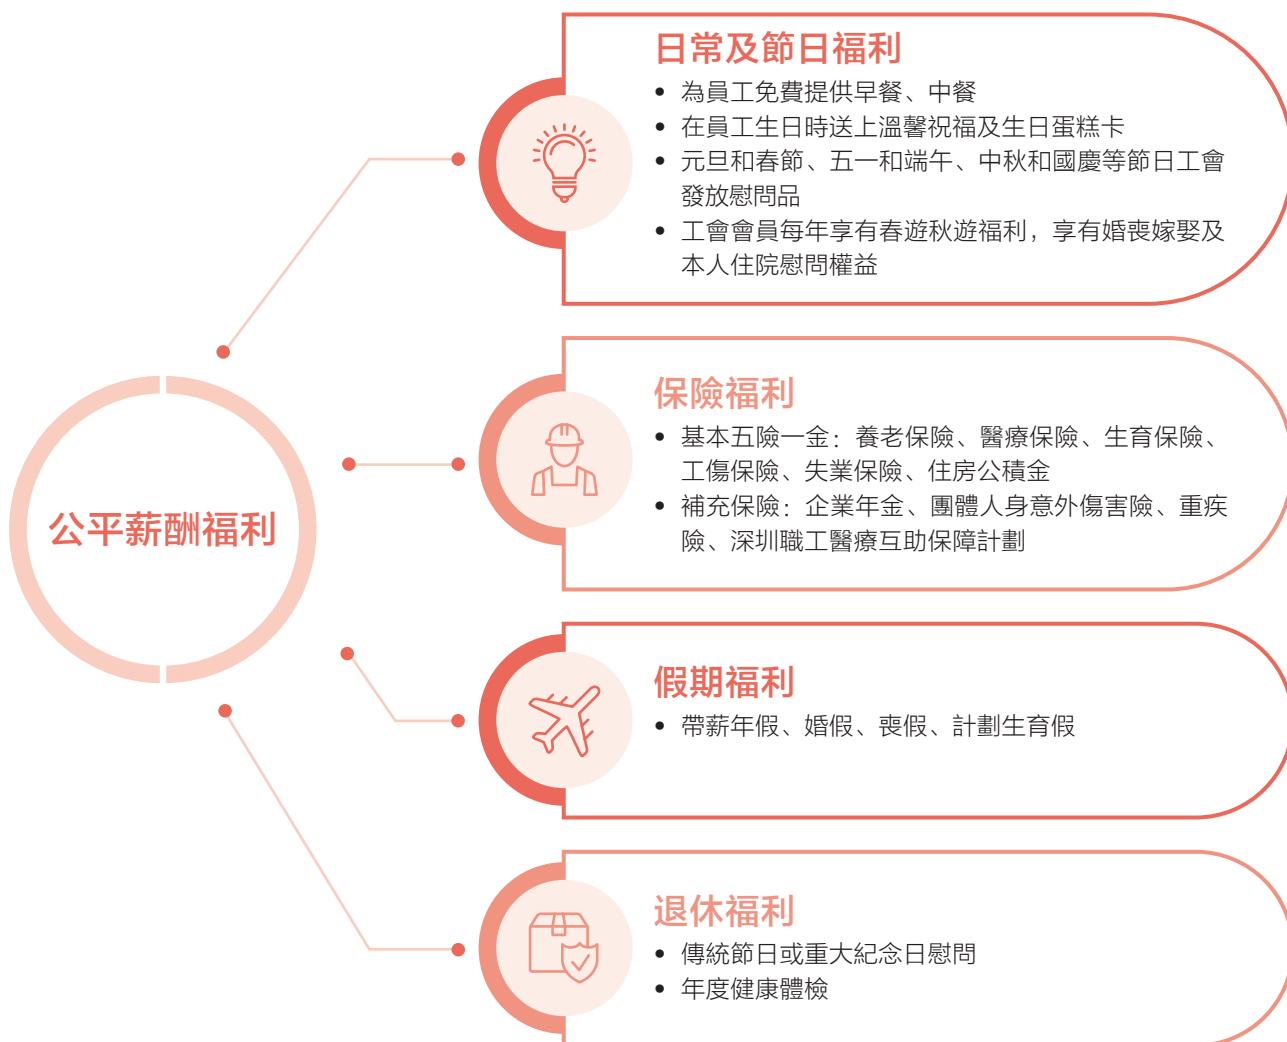 日常及節日福利
• 為員工免費提供早餐、中餐
• 在員工生日時送上溫馨祝福及生日蛋糕卡
• 元旦和春節、五一和端午、中秋和國慶等節日工會
發放慰問品
• 工會會員每年享有春遊秋遊福利，享有婚喪嫁娶及
本人住院慰問權益
保險福利
• 基本五險一金：養老保險、醫療保險、生育保險、
工傷保險、失業保險、住房公積金
• 補充保險：企業年金、團體人身意外傷害險、重疾
險、深圳職工醫療互助保障計劃
公平薪酬福利
假期福利
• 帶薪年假、婚假、喪假、計劃生育假
退休福利
• 傳統節日或重大紀念日慰問
• 年度健康體檢